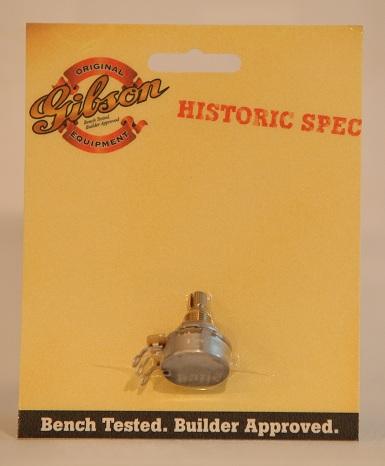 ORIGINAL
Gibson
Bench Tested.
Builder Approved
EQUIPMENT
HISTORIC SPEC
Bench Tested. Builder Approved.